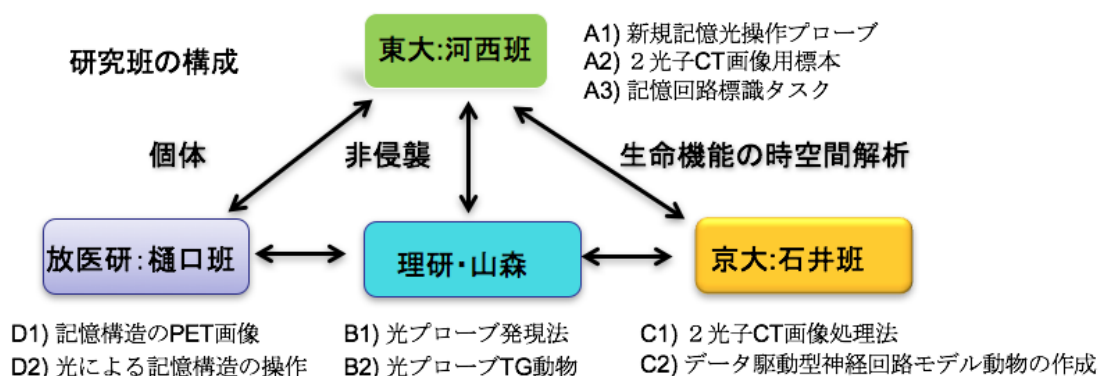 研究班の構成
東大:河西班
A1) 新規記憶光操作プローブ
A2) ２光子CT画像用標本
A3) 記憶回路標識タスク
個体
非侵襲
生命機能の時空間解析
放医研：樋口班
理研・山森
京大:石井班
D1) 記憶構造のPET画像
D2) 光による記憶構造の操作
B1) 光プローブ発現法
B2) 光プローブTG動物
C1) ２光子CT画像処理法
C2) データ駆動型神経回路モデル動物の作成